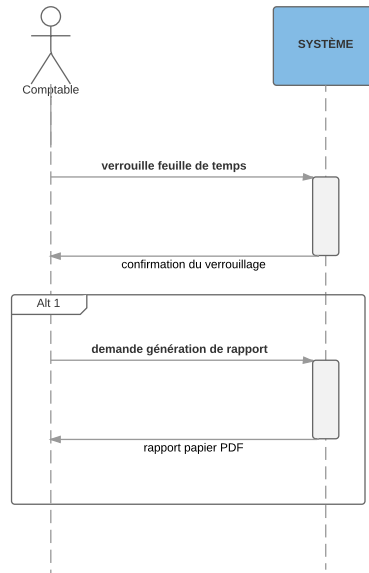 SYSTÈME
Comptable
verrouille feuille de temps
confirmation du verrouillage
Alt 1
demande génération de rapport
rapport papier PDF